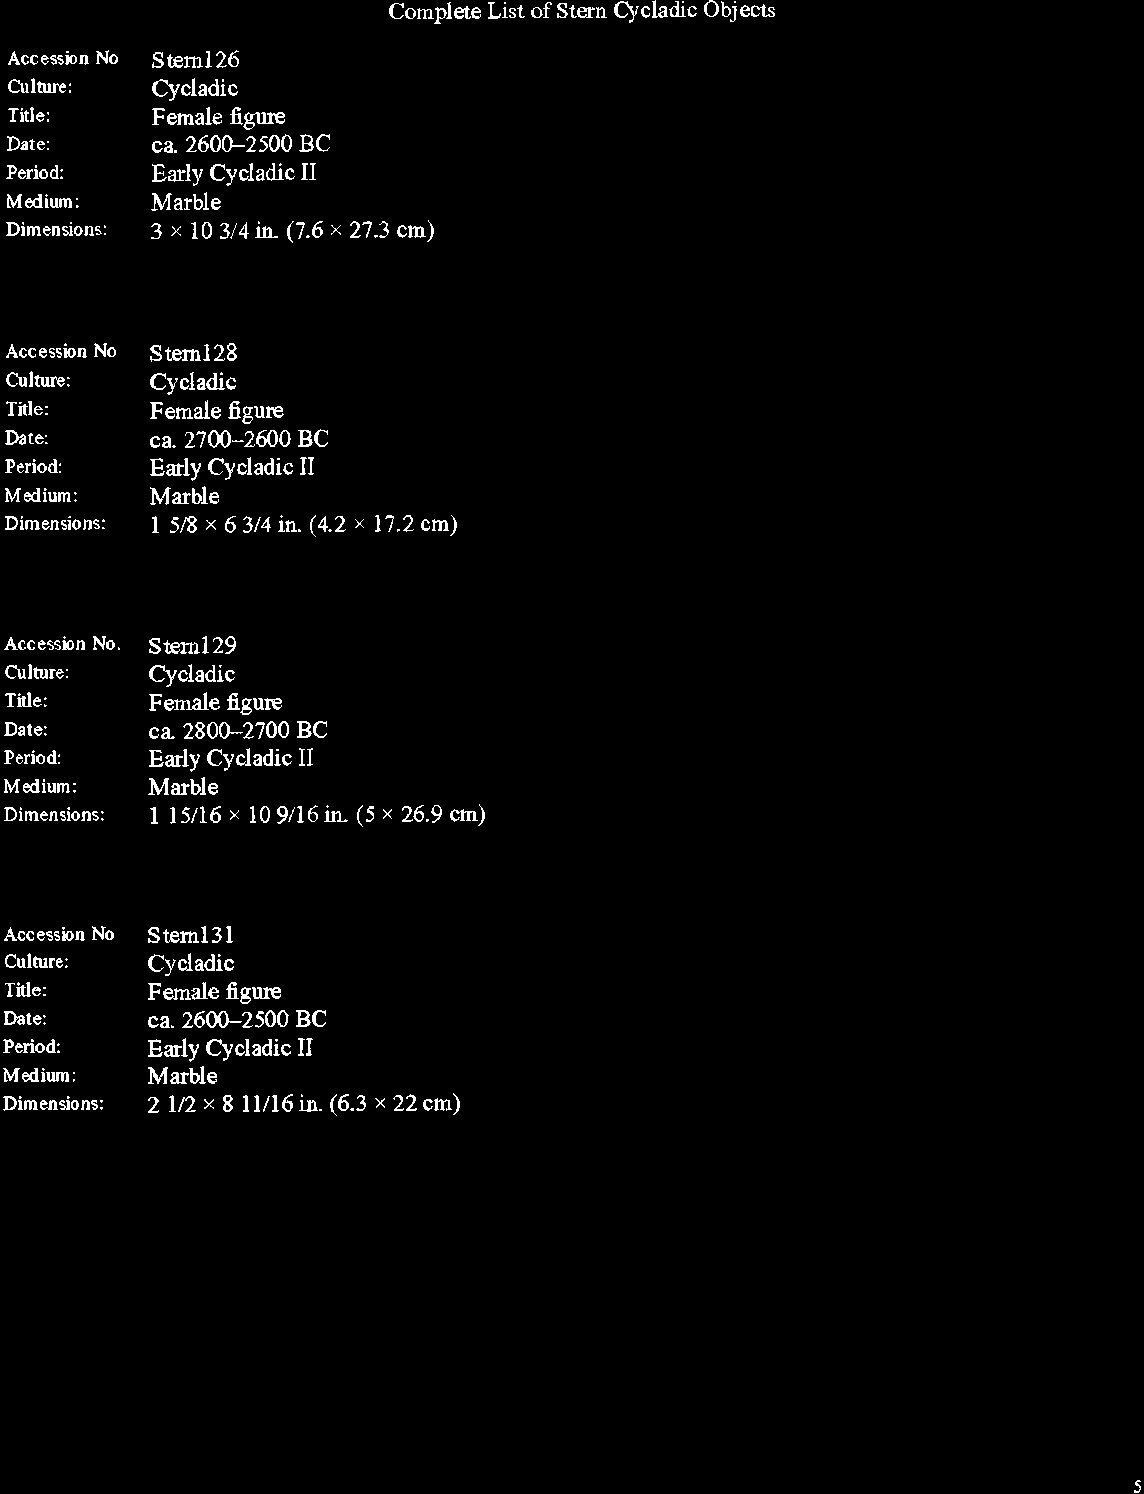 Complete List of Stern Cycladic Objects
Accession No Stern126
Culture: Cycladic
Title: Female figure
Date: ca. 2600–2500 BC
Period: Early Cycladic II
Medium: Marble
Dimensions: 3 × 10 3/4 in. (7.6 × 27.3 cm)
Accession No Stern128
Culture: Cycladic
Title: Female figure
Date: ca. 2700–2600 BC
Period: Early Cycladic II
Medium: Marble
Dimensions: 1 5/8 × 6 3/4 in. (4.2 × 17.2 cm)
Accession No. Stern129
Culture: Cycladic
Title: Female figure
Date: ca. 2800–2700 BC
Period: Early Cycladic II
Medium: Marble
Dimensions: 1 15/16 × 10 9/16 in. (5 × 26.9 cm)
Accession No Stern131
Culture: Cycladic
Title: Female figure
Date: ca. 2600–2500 BC
Period: Early Cycladic II
Medium: Marble
Dimensions: 2 1/2 × 8 11/16 in. (6.3 × 22 cm)
5